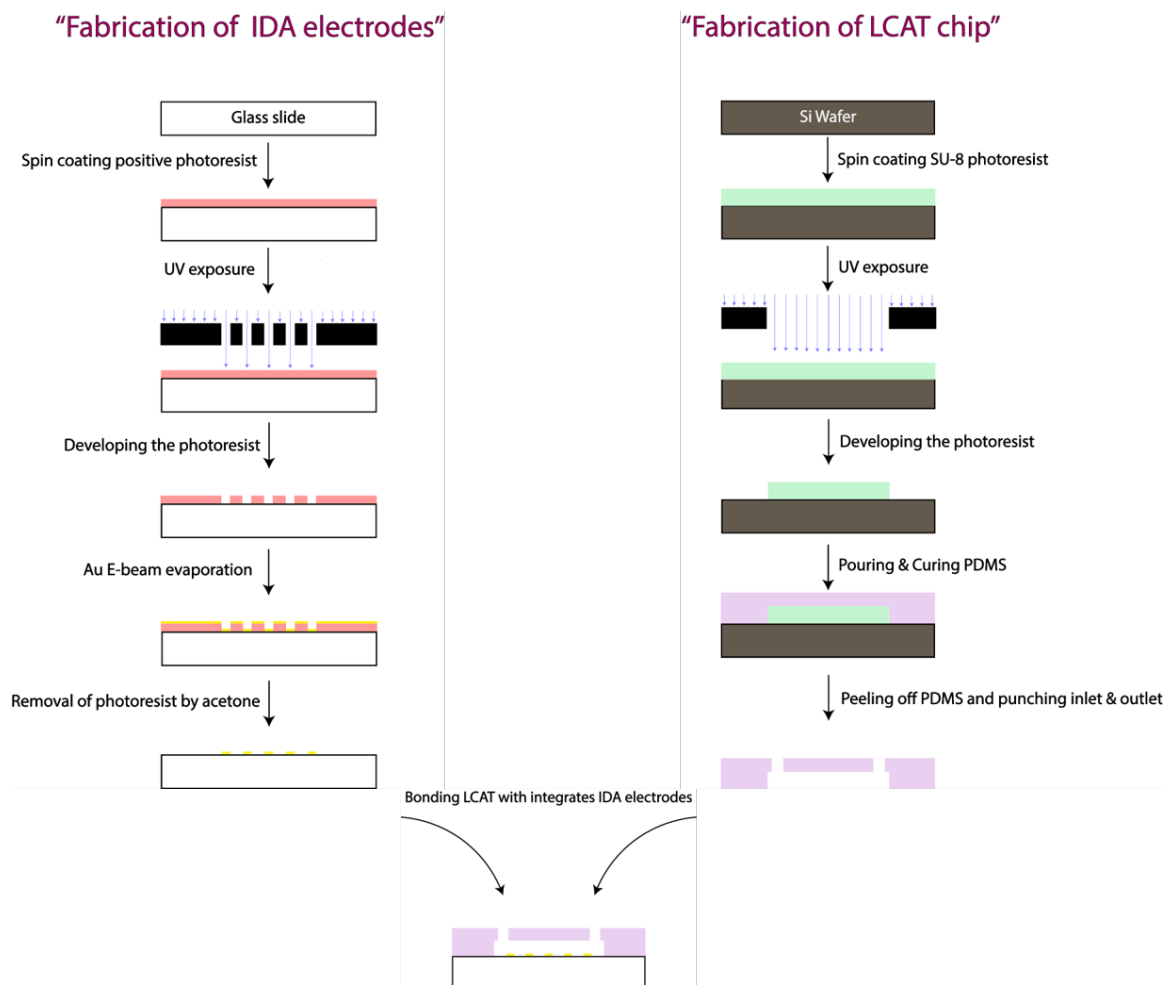 “Fabrication of IDA electrodes”
Glass slide
Spin coating positive photoresist
UV exposure
Developing the photoresist
Au E-beam evaporation
Removal of photoresist by acetone
“Fabrication of LCAT chip”
Si Wafer
Spin coating SU-8 photoresist
UV exposure
Developing the photoresist
Pouring & Curing PDMS
Peeling off PDMS and punching inlet & outlet
Bonding LCAT with integrates IDA electrodes